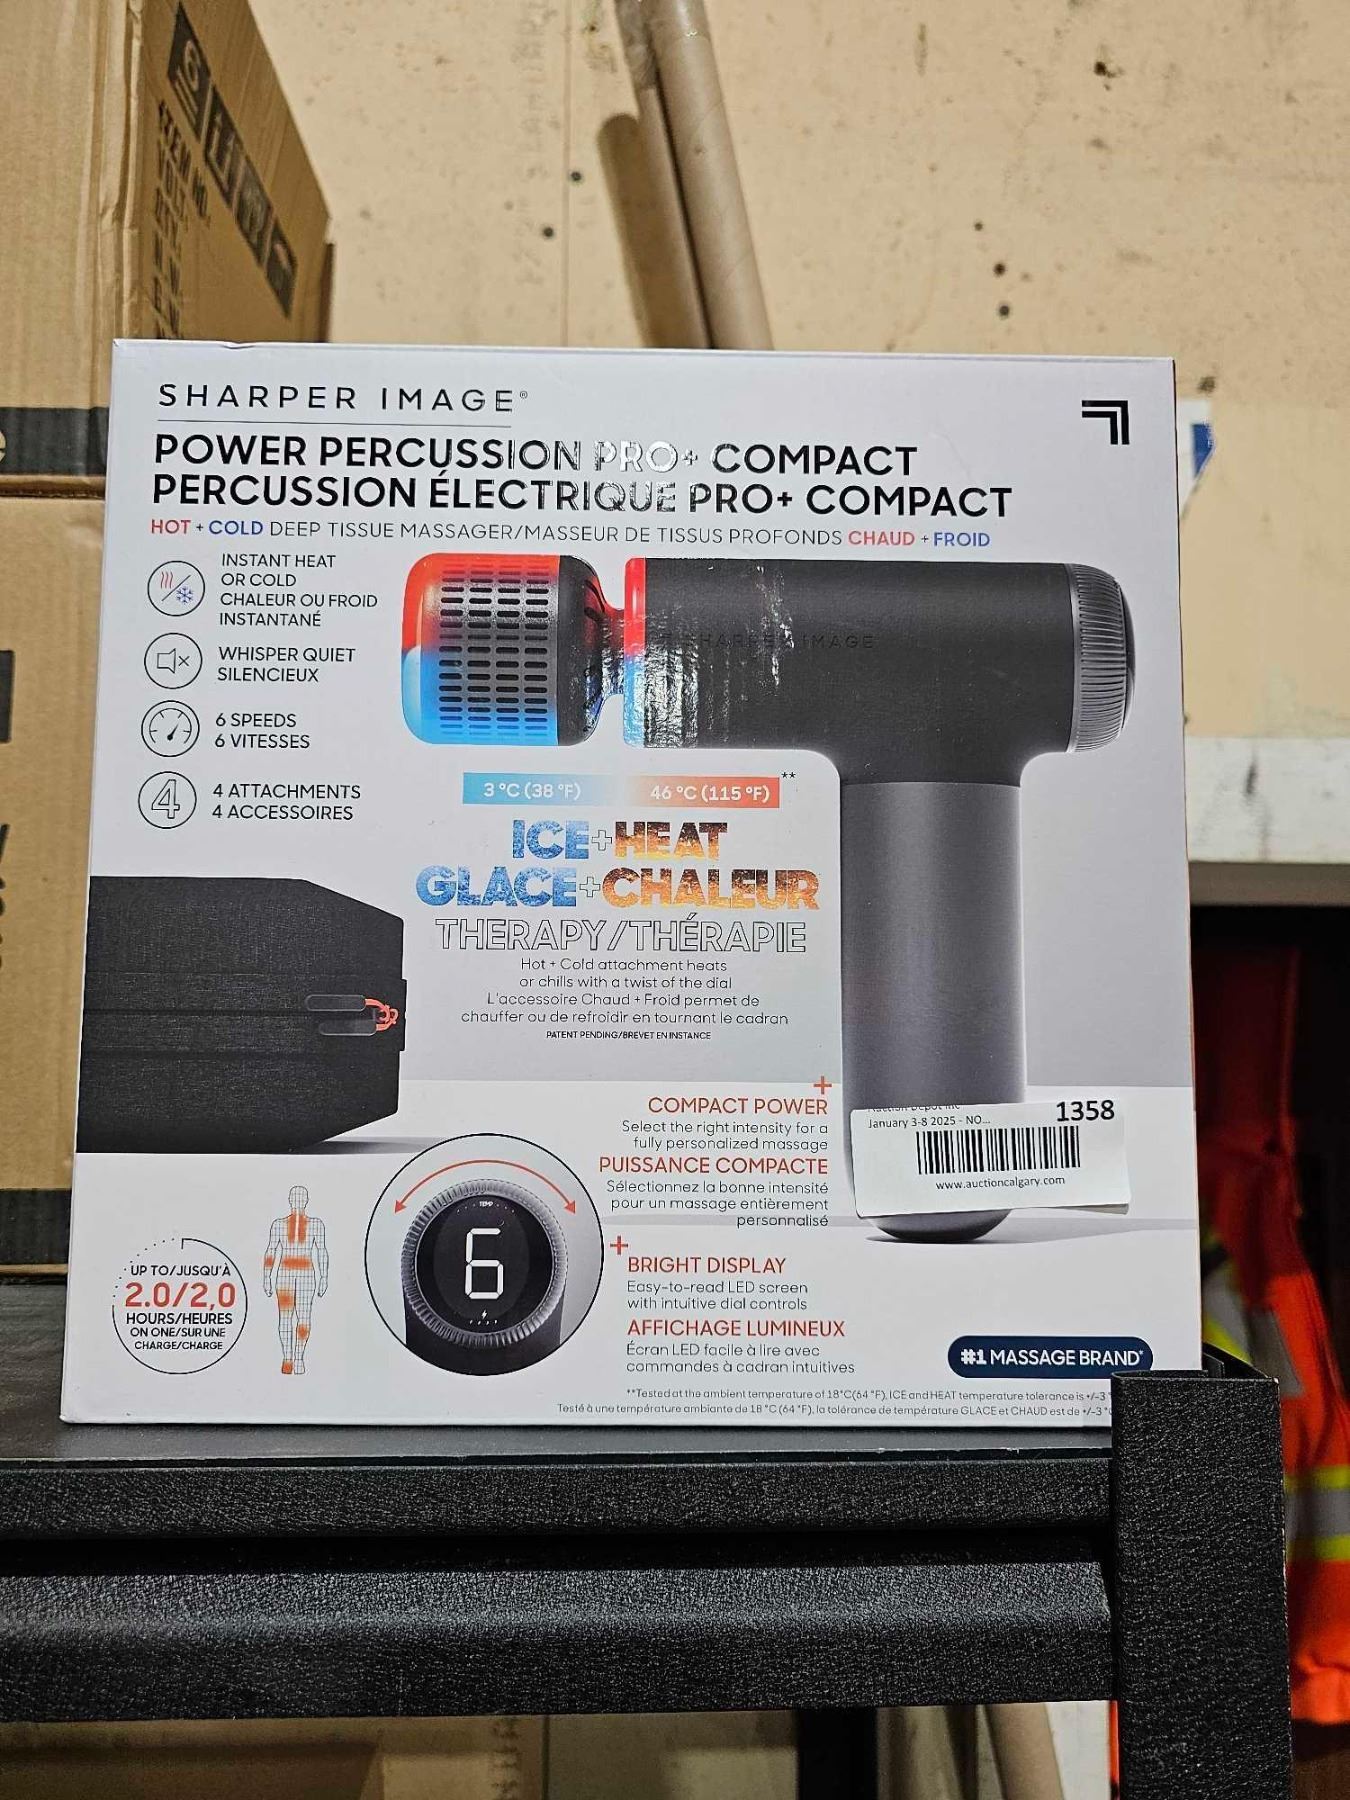 SHARPER IMAGE®
POWER PERCUSSION PRO+ COMPACT
PERCUSSION ÉLECTRIQUE PRO+ COMPACT
HOT + COLD DEEP TISSUE MASSAGER/MASSEUR DE TISSUS PROFONDS CHAUD + FROID
INSTANT HEAT
OR COLD
CHALEUR OU FROID
INSTANTANÉ
WHISPER QUIET
SILENCIEUX
6 SPEEDS
6 VITESSES
4
4 ATTACHMENTS
4 ACCESSOIRES
SHARPER IMAGE
3 °C (38 °F) 46 °C (115 °F) **
ICE+HEAT
GLACE+CHALEUR
THERAPY/THÉRAPIE
Hot + Cold attachment heats
or chills with a twist of the dial
L'accessoire Chaud + Froid permet de
chauffer ou de refroidir en tournant le cadran
PATENT PENDING/BREVET EN INSTANCE
+
COMPACT POWER
Select the right intensity for a
fully personalized massage
PUISSANCE COMPACTE
Sélectionnez la bonne intensité
pour un massage entièrement
personnalisé
Auction Depot Inc
January 3-8 2025 - NO...
1358
www.auctioncalgary.com
TEMP
6
+
BRIGHT DISPLAY
Easy-to-read LED screen
with intuitive dial controls
AFFICHAGE LUMINEUX
Écran LED facile à lire avec
commandes à cadran intuitives
UP TO/JUSQU'À
2.0/2,0
HOURS/HEURES
ON ONE/SUR UNE
CHARGE/CHARGE
#1 MASSAGE BRAND*
**Tested at the ambient temperature of 18°C(64 °F), ICE and HEAT temperature tolerance is +/-3 °
Testé à une température ambiante de 18 °C (64 °F), la tolérance de température GLACE et CHAUD est de +/-3 °